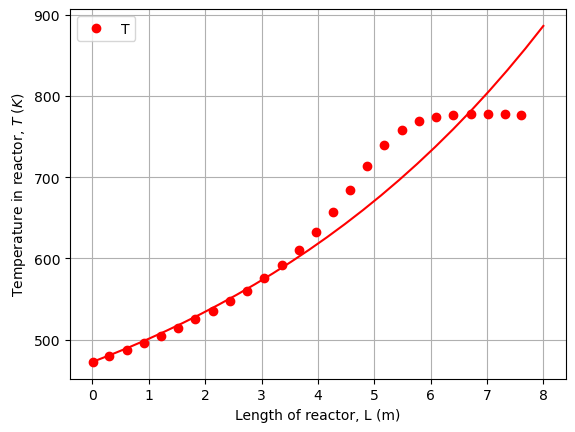 900
800
700
600
500
Temperature in reactor, T (K)
T
0 1 2 3 4 5 6 7 8
Length of reactor, L (m)